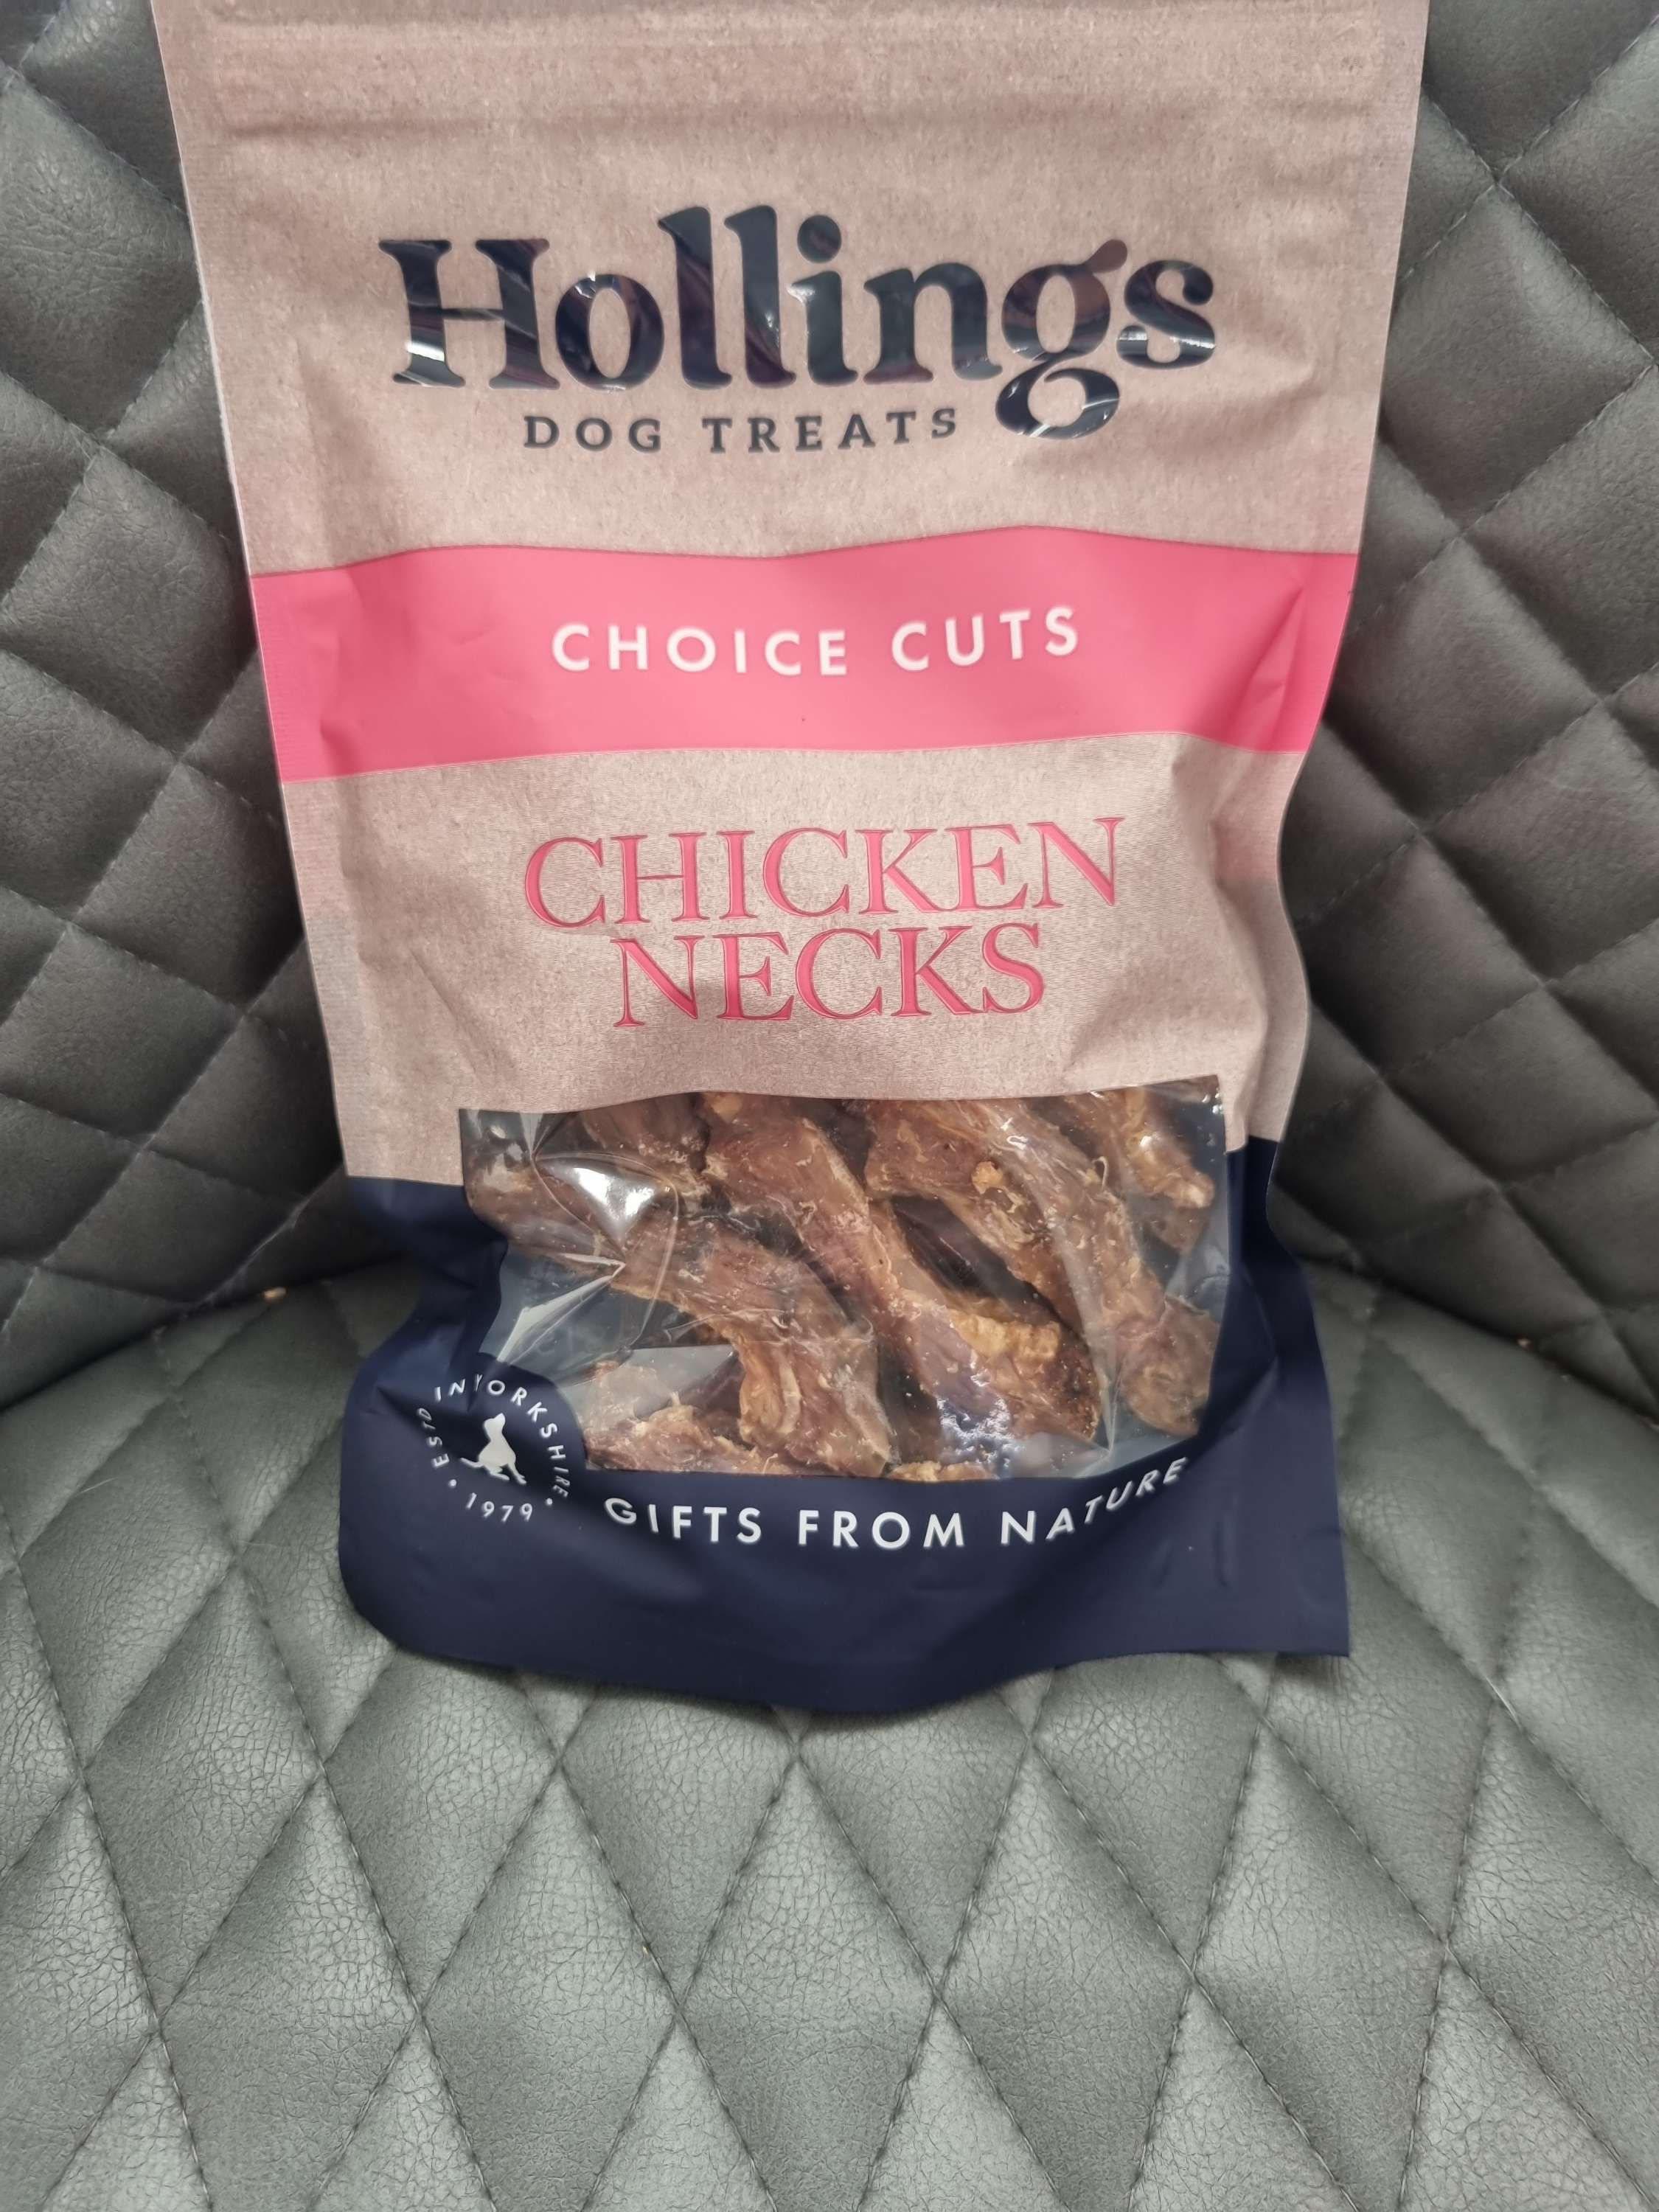 Hollings
DOG TREATS
CHOICE CUTS
CHICKEN
NECKS
ESTD IN YORKSHIRE • 1979 •
GIFTS FROM NATURE